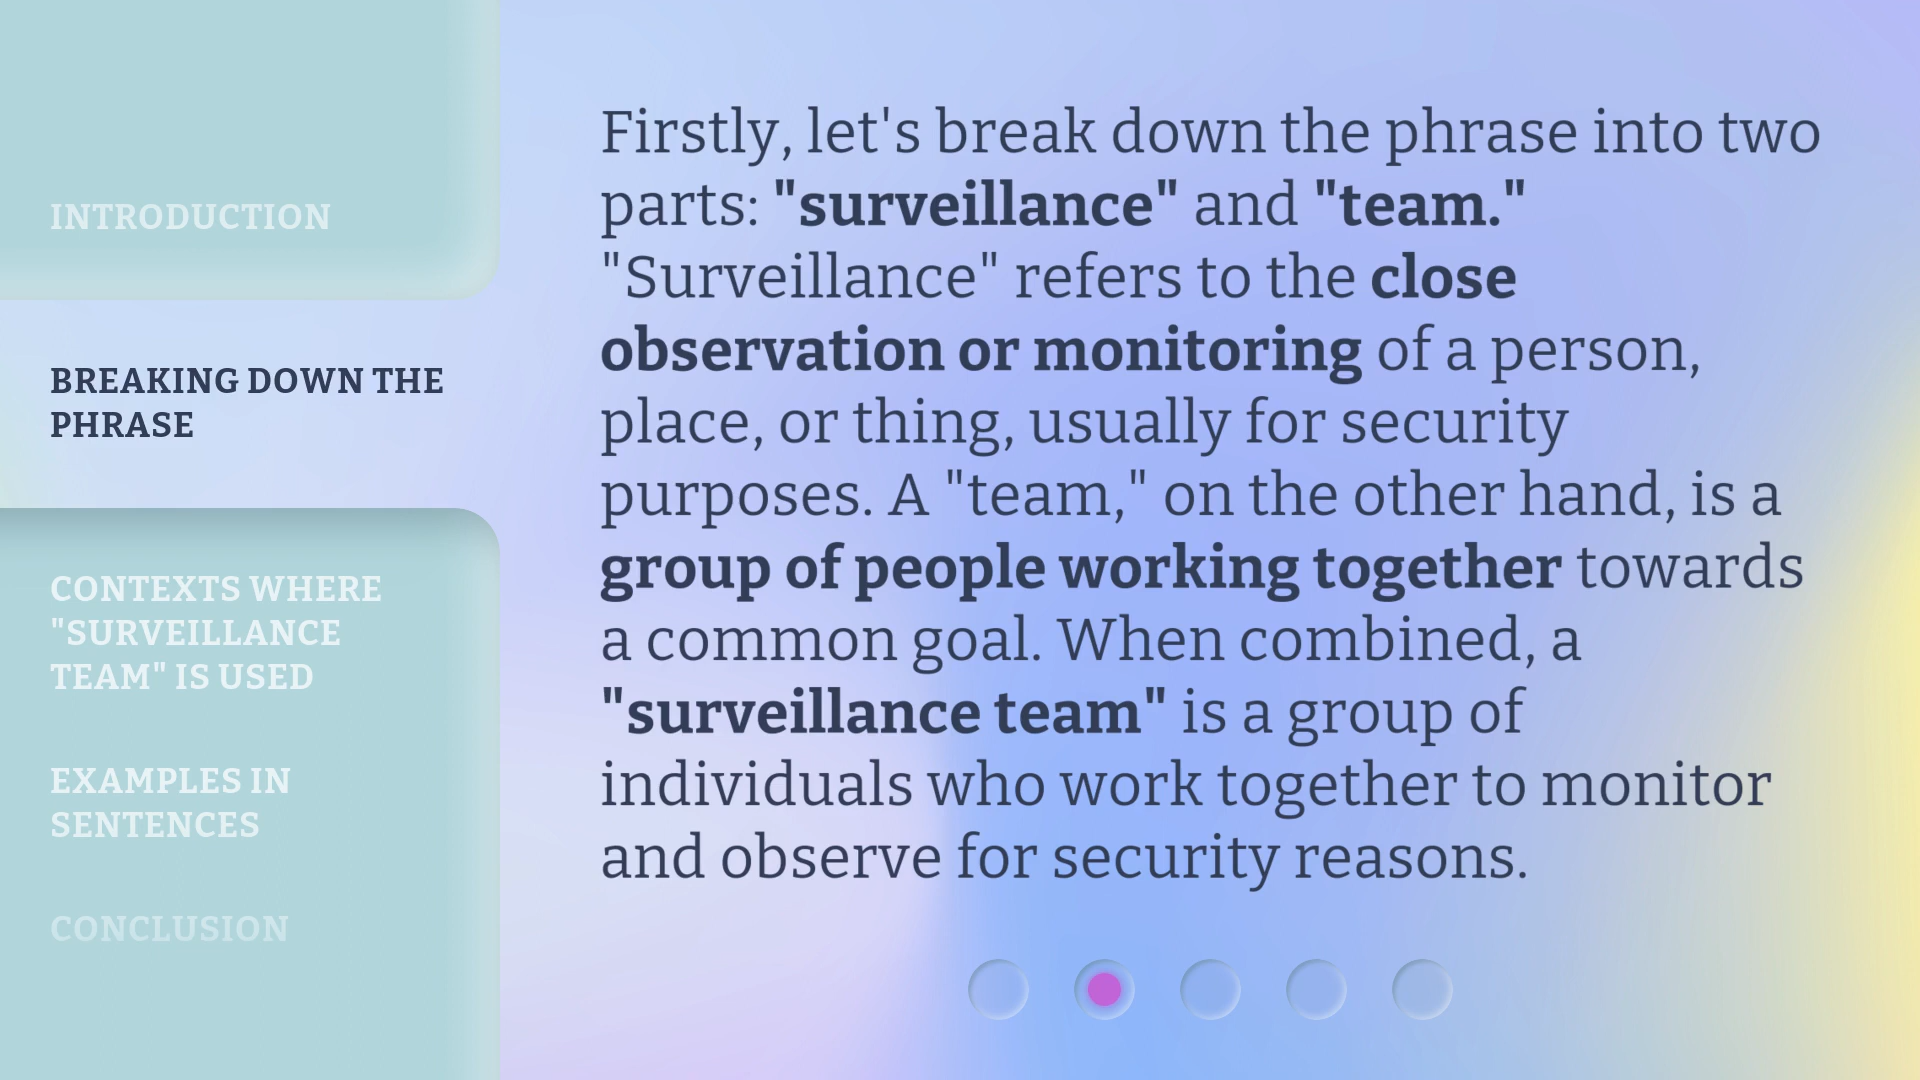 INTRODUCTION
BREAKING DOWN THE
PHRASE
CONTEXTS WHERE
"SURVEILLANCE
TEAM" IS USED
EXAMPLES IN
SENTENCES
CONCLUSION
Firstly, let's break down the phrase into two
parts: "surveillance" and "team."
"Surveillance" refers to the close
observation or monitoring of a person,
place, or thing, usually for security
purposes. A "team," on the other hand, is a
group of people working together towards
a common goal. When combined, a
"surveillance team" is a group of
individuals who work together to monitor
and observe for security reasons.